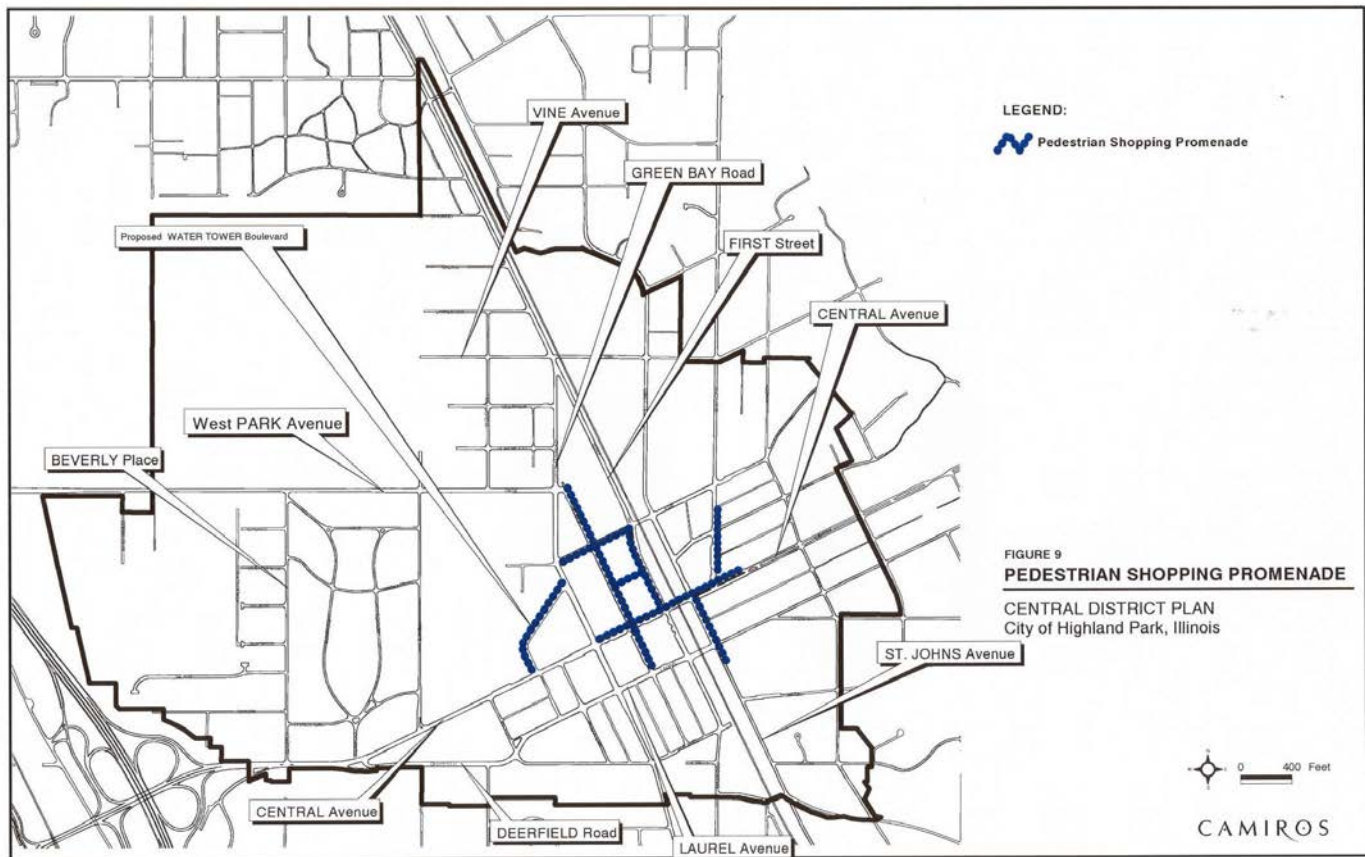 VINE Avenue
GREEN BAY Road
Proposed WATER TOWER Boulevard
FIRST Street
CENTRAL Avenue
West PARK Avenue
BEVERLY Place
ST. JOHNS Avenue
CENTRAL Avenue
DEERFIELD Road
LAUREL Avenue
LEGEND:
Pedestrian Shopping Promenade
FIGURE 9
PEDESTRIAN SHOPPING PROMENADE
CENTRAL DISTRICT PLAN
City of Highland Park, Illinois
N
0 400 Feet
CAMIROS